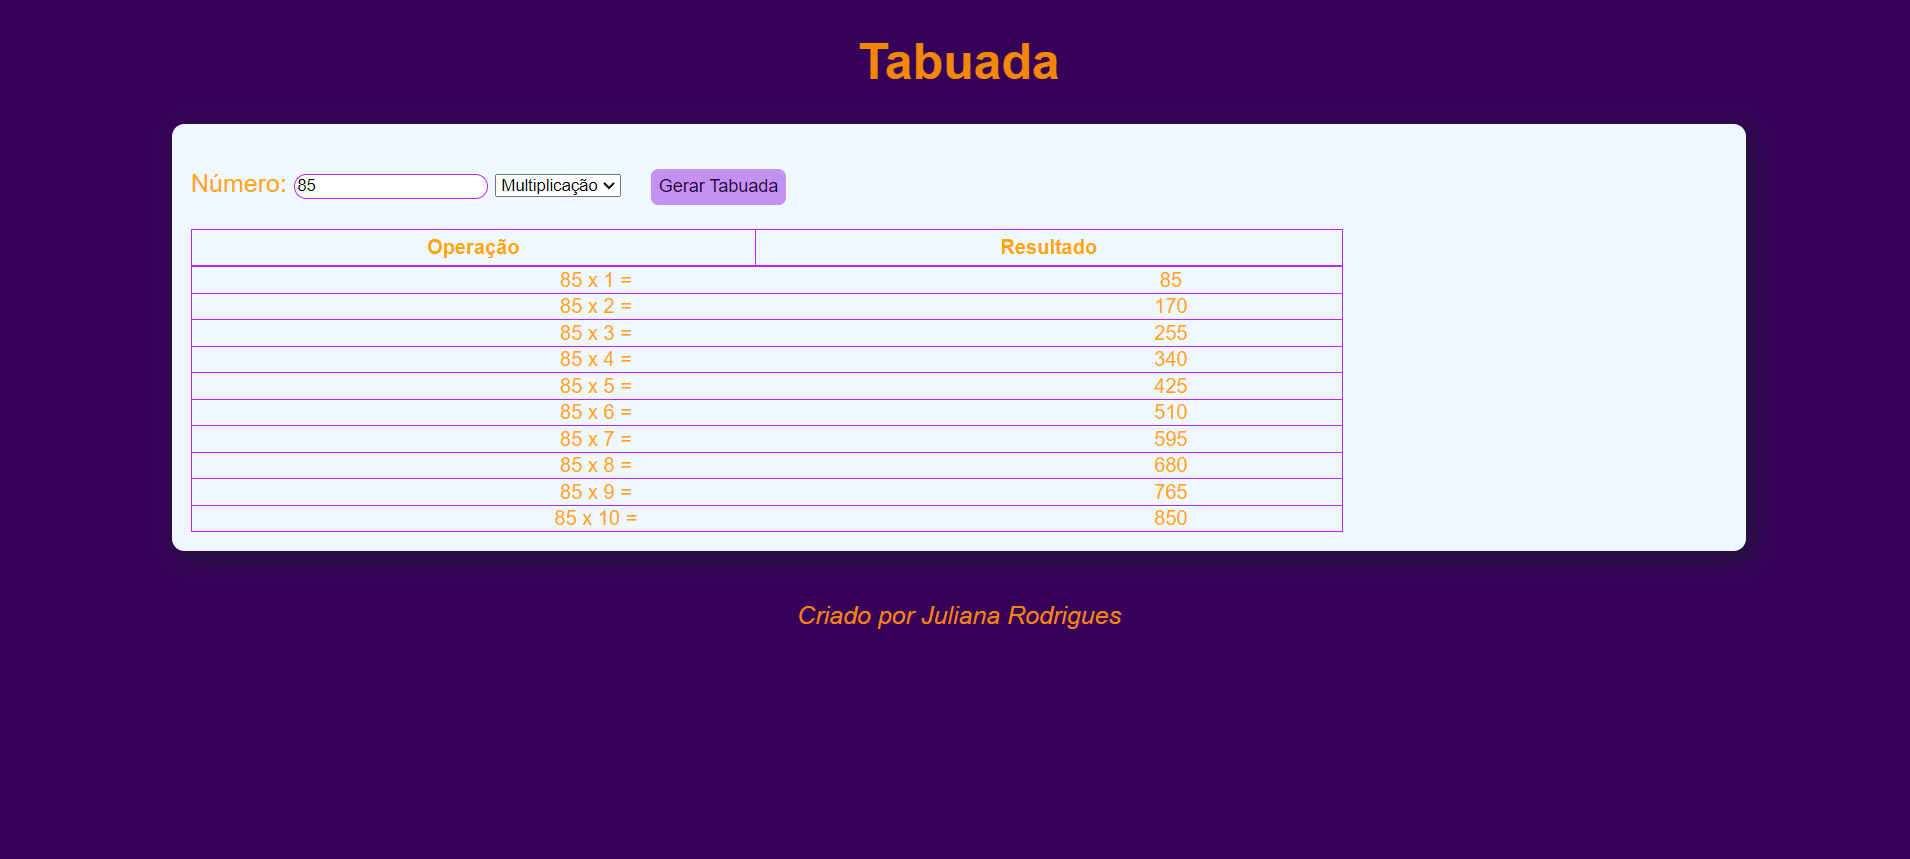 Tabuada
Número: 85 Multiplicação Gerar Tabuada
Operação Resultado
85 x 1 = 85
85 x 2 = 170
85 x 3 = 255
85 x 4 = 340
85 x 5 = 425
85 x 6 = 510
85 x 7 = 595
85 x 8 = 680
85 x 9 = 765
85 x 10 = 850
Criado por Juliana Rodrigues